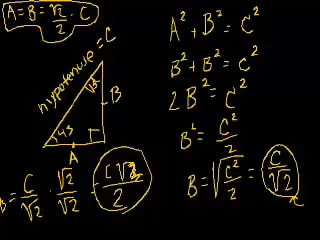 A = B = √2/2 · C
hypotenuse = C
45
45
A
B
A² + B² = C²
B² + B² = C²
2B² = C²
B² = C²/2
B = √(C²/2) = C/√2
B = C/√2 · √2/√2 = C√2/2